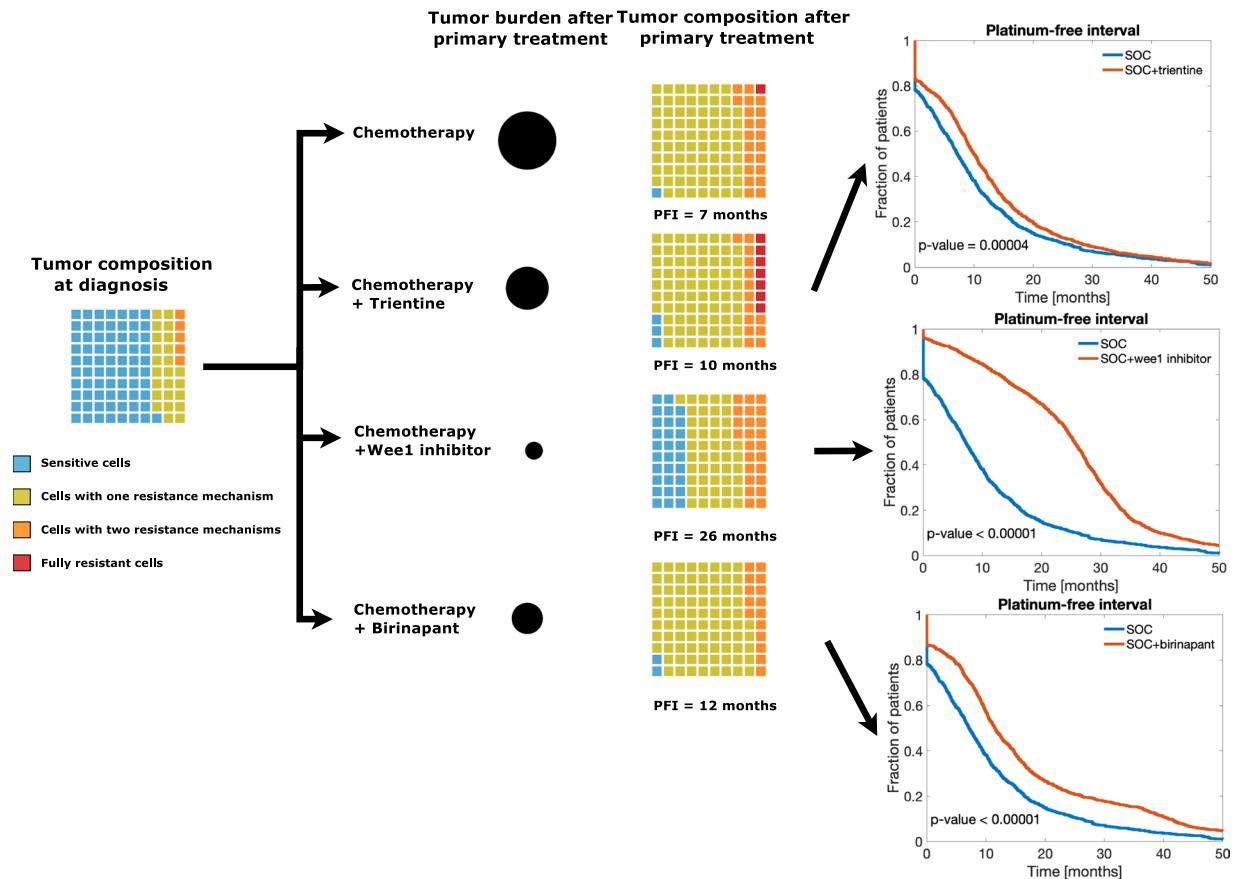 Tumor burden after
primary treatment
Tumor composition after
primary treatment
Tumor composition
at diagnosis
Sensitive cells
Cells with one resistance mechanism
Cells with two resistance mechanisms
Fully resistant cells
Chemotherapy
Chemotherapy
+ Trientine
Chemotherapy
+Wee1 inhibitor
Chemotherapy
+ Birinapant
PFI = 7 months
PFI = 10 months
PFI = 26 months
PFI = 12 months
Platinum-free interval
SOC
SOC+trientine
Fraction of patients
1
0.8
0.6
0.4
0.2
0
p-value = 0.00004
0 10 20 30 40 50
Time [months]
Platinum-free interval
SOC
SOC+wee1 inhibitor
Fraction of patients
1
0.8
0.6
0.4
0.2
0
p-value < 0.00001
0 10 20 30 40 50
Time [months]
Platinum-free interval
SOC
SOC+birinapant
Fraction of patients
1
0.8
0.6
0.4
0.2
0
p-value < 0.00001
0 10 20 30 40 50
Time [months]